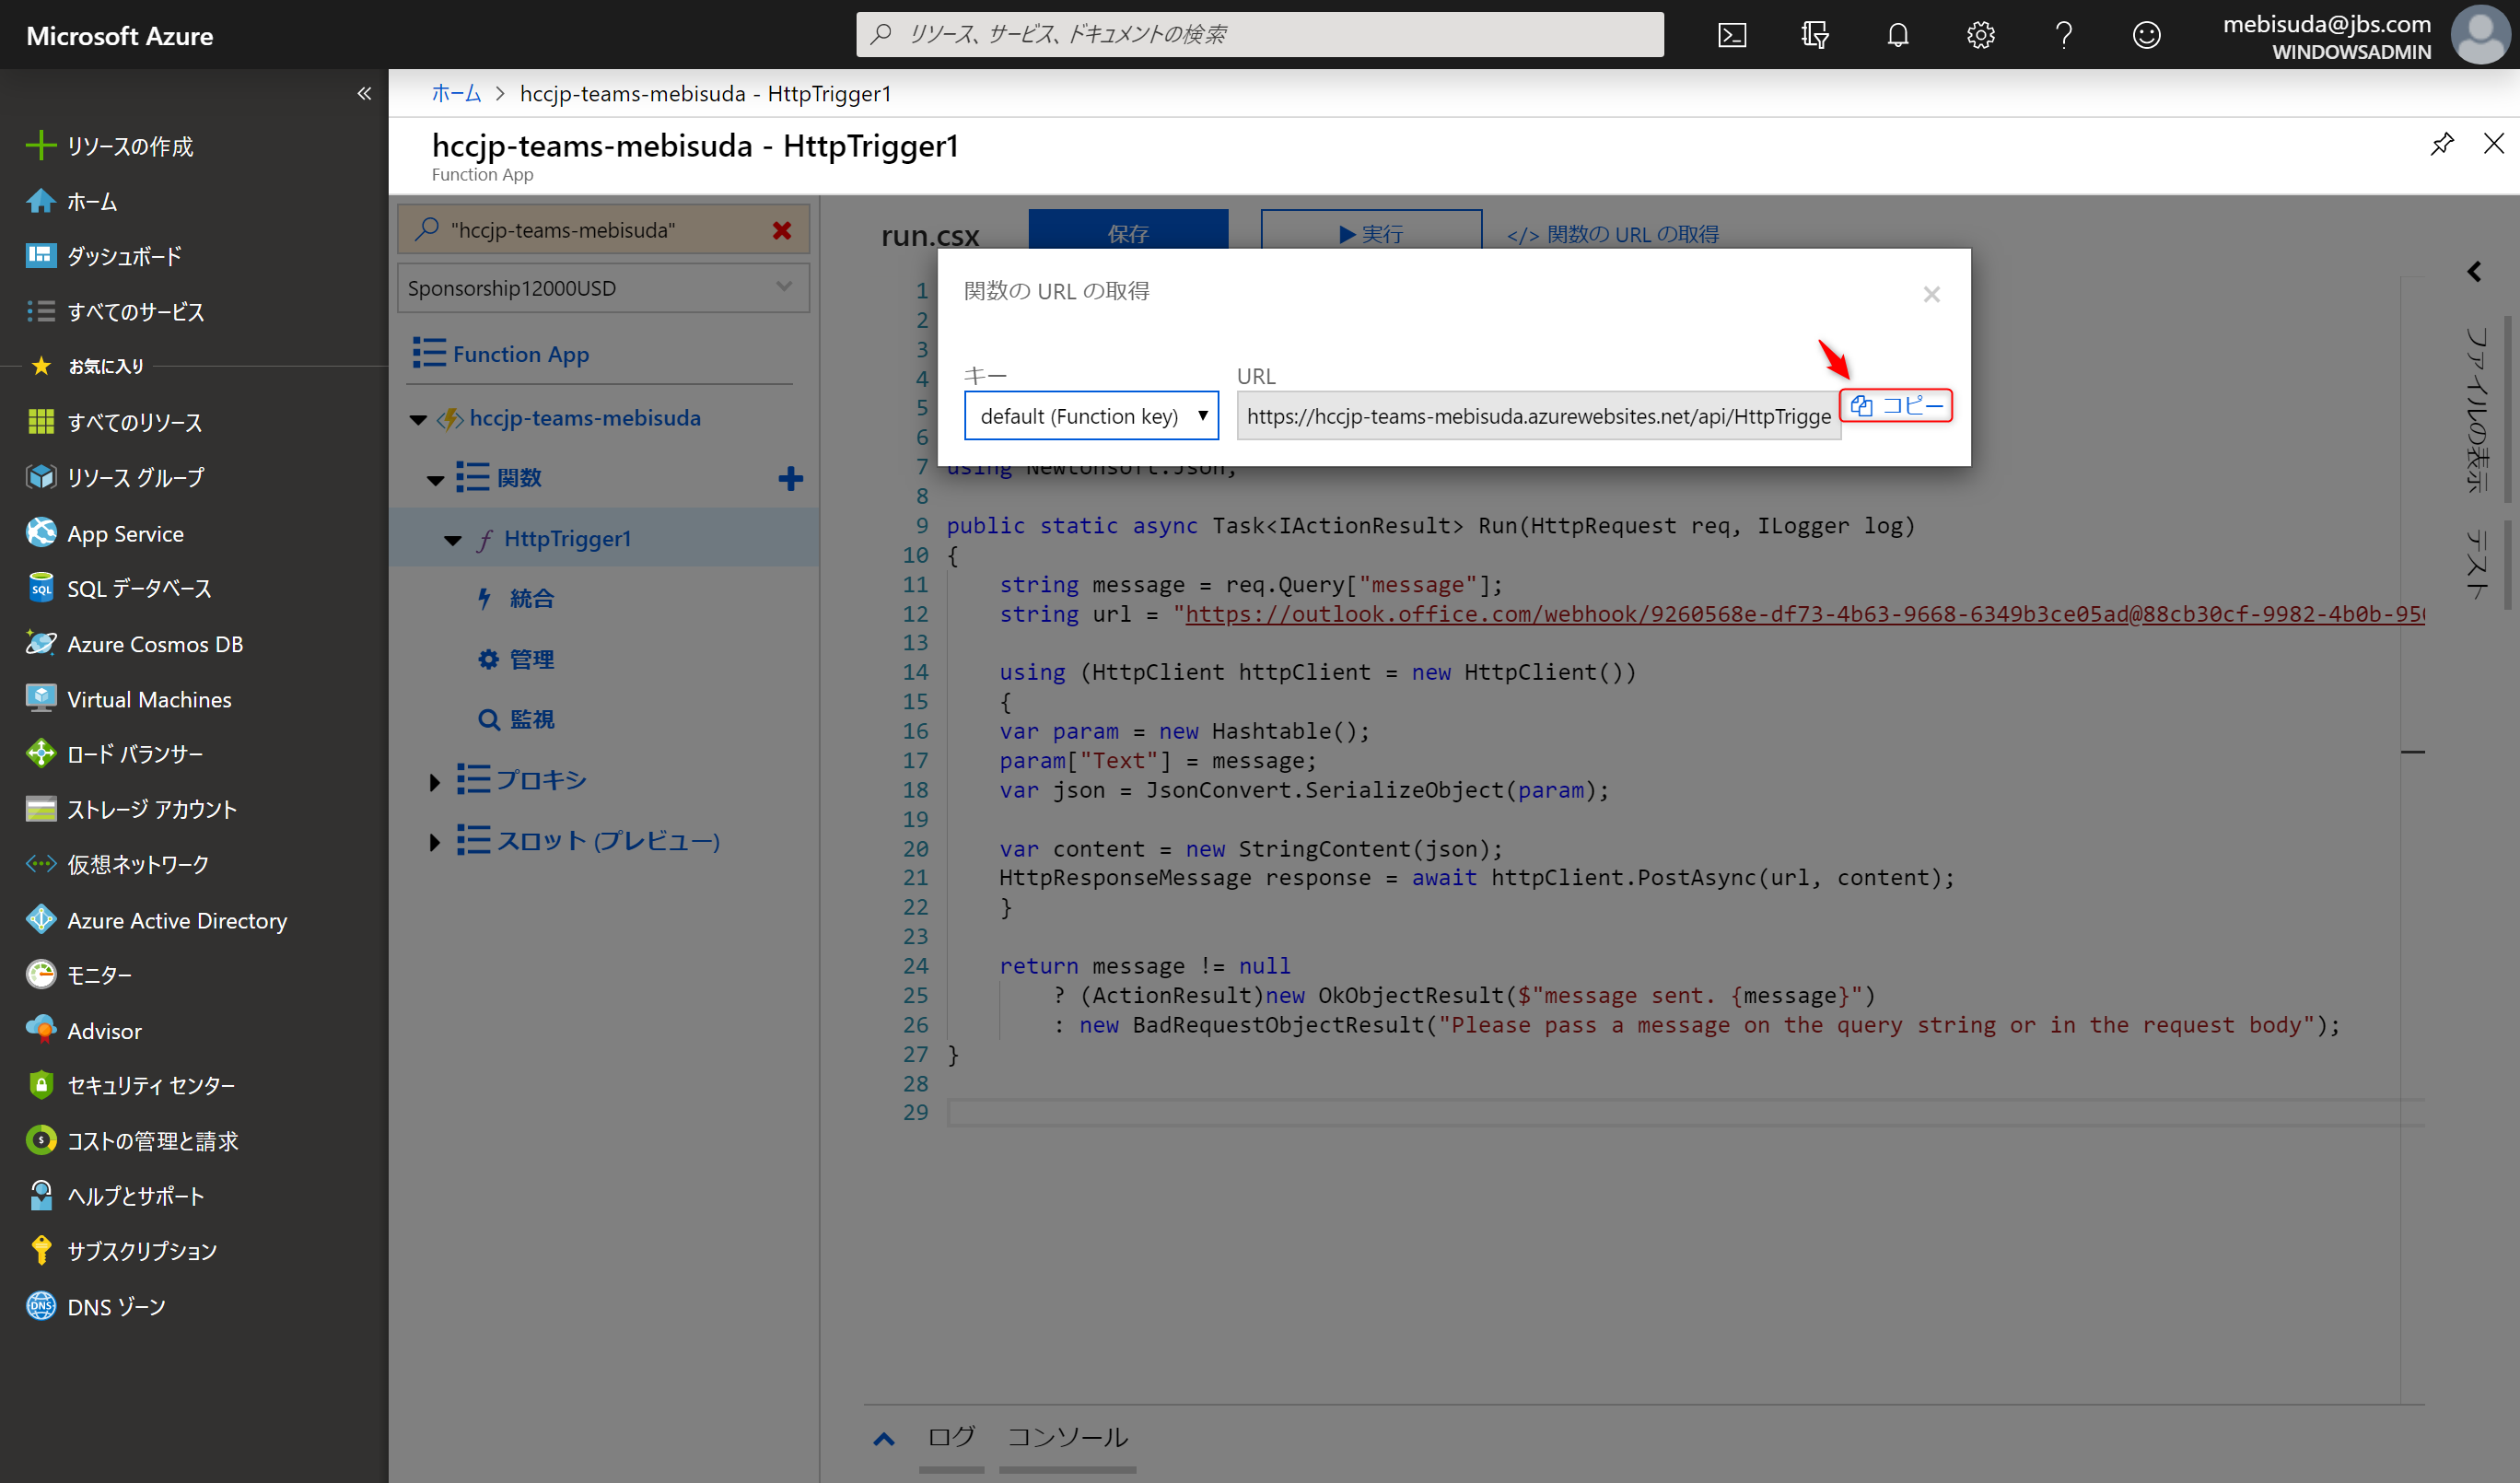 Microsoft Azure
リソース、サービス、ドキュメントの検索
mebisuda@jbs.com
WINDOWSADMIN
リソースの作成
ホーム
ダッシュボード
すべてのサービス
お気に入り
すべてのリソース
リソース グループ
App Service
SQL データベース
Azure Cosmos DB
Virtual Machines
ロード バランサー
ストレージ アカウント
仮想ネットワーク
Azure Active Directory
モニター
Advisor
セキュリティ センター
コストの管理と請求
ヘルプとサポート
サブスクリプション
DNS ゾーン
ホーム > hccjp-teams-mebisuda - HttpTrigger1
hccjp-teams-mebisuda - HttpTrigger1
Function App
"hccjp-teams-mebisuda"
Sponsorship12000USD
Function App
hccjp-teams-mebisuda
関数
HttpTrigger1
統合
管理
監視
プロキシ
スロット (プレビュー)
run.csx
保存
実行
</> 関数の URL の取得
関数の URL の取得
キー
URL
default (Function key)
https://hccjp-teams-mebisuda.azurewebsites.net/api/HttpTrigge
コピー
1
2
3
4
5
6
7 using Newtonsoft.Json;
8
9 public static async Task<IActionResult> Run(HttpRequest req, ILogger log)
10 {
11 string message = req.Query["message"];
12 string url = "https://outlook.office.com/webhook/9260568e-df73-4b63-9668-6349b3ce05ad@88cb30cf-9982-4b0b-950
13
14 using (HttpClient httpClient = new HttpClient())
15 {
16 var param = new Hashtable();
17 param["Text"] = message;
18 var json = JsonConvert.SerializeObject(param);
19
20 var content = new StringContent(json);
21 HttpResponseMessage response = await httpClient.PostAsync(url, content);
22 }
23
24 return message != null
25 ? (ActionResult)new OkObjectResult($"message sent. {message}")
26 : new BadRequestObjectResult("Please pass a message on the query string or in the request body");
27 }
28
29
ログ
コンソール
ファイルの表示
テスト